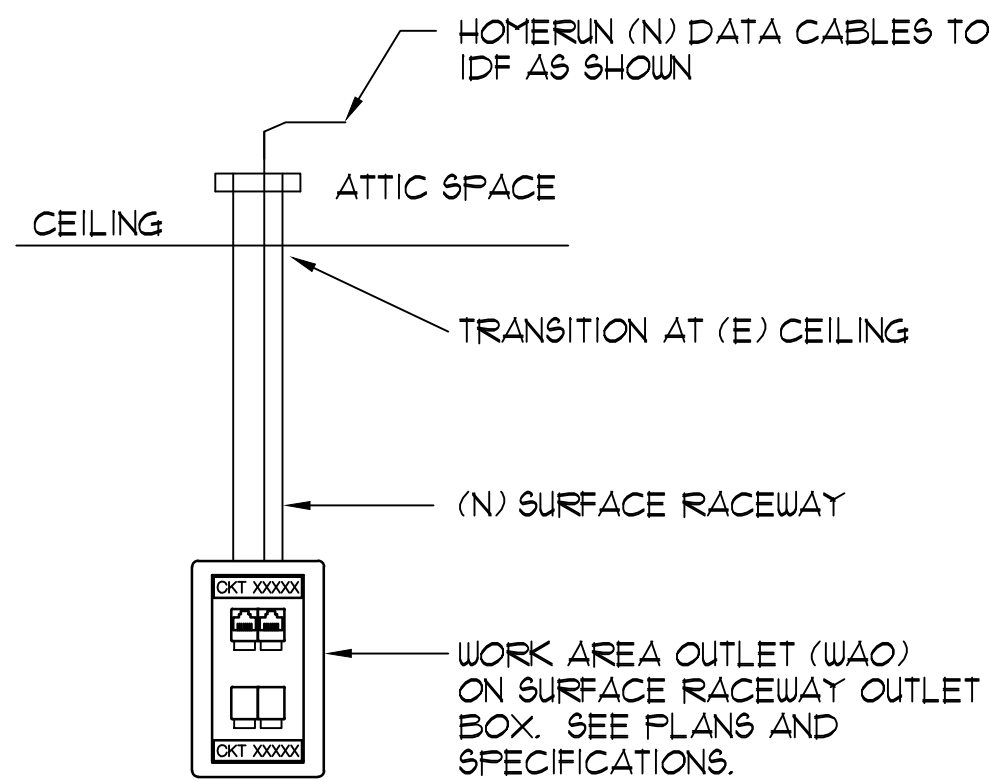 HOMERUN (N) DATA CABLES TO
IDF AS SHOWN
ATTIC SPACE
CEILING
TRANSITION AT (E) CEILING
(N) SURFACE RACEWAY
CKT XXXXX
WORK AREA OUTLET (WAO)
ON SURFACE RACEWAY OUTLET
BOX. SEE PLANS AND
SPECIFICATIONS.
CKT XXXXX